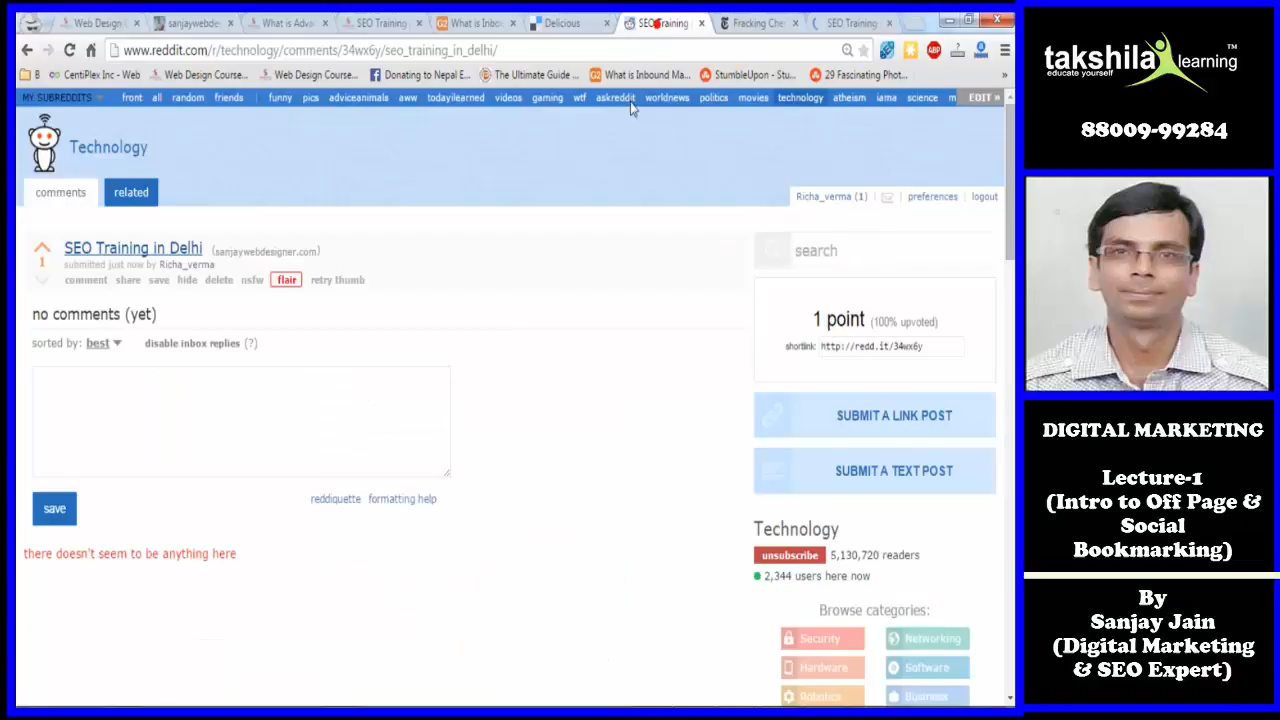 Web Design
sanjaywebde
What is Adva
SEO Training
What is Inbo
Delicious
SEO Training
Fracking Che
SEO Training
www.reddit.com/r/technology/comments/34wx6y/seo_training_in_delhi/
B
CentiPlex Inc - Web
Web Design Course...
Web Design Course...
Donating to Nepal E...
The Ultimate Guide ...
What is Inbound Ma...
StumbleUpon - Stu...
29 Fascinating Phot...
»
MY SUBREDDITS front all random friends | funny pics adviceanimals aww todayilearned videos gaming wtf askreddit worldnews politics movies technology atheism iama science m EDIT »
Technology
comments related
Richa_verma (1) | | preferences | logout
SEO Training in Delhi (sanjaywebdesigner.com)
1
submitted just now by Richa_verma
comment share save hide delete nsfw flair retry thumb
no comments (yet)
sorted by: best disable inbox replies (?)
save
reddiquette formatting help
there doesn't seem to be anything here
search
1 point (100% upvoted)
shortlink: http://redd.it/34wx6y
SUBMIT A LINK POST
SUBMIT A TEXT POST
Technology
unsubscribe 5,130,720 readers
2,344 users here now
Browse categories:
Security Networking
Hardware Software
Robotics Business
takshila learning™
educate yourself
88009-99284
DIGITAL MARKETING
Lecture-1
(Intro to Off Page &
Social
Bookmarking)
By
Sanjay Jain
(Digital Marketing
& SEO Expert)